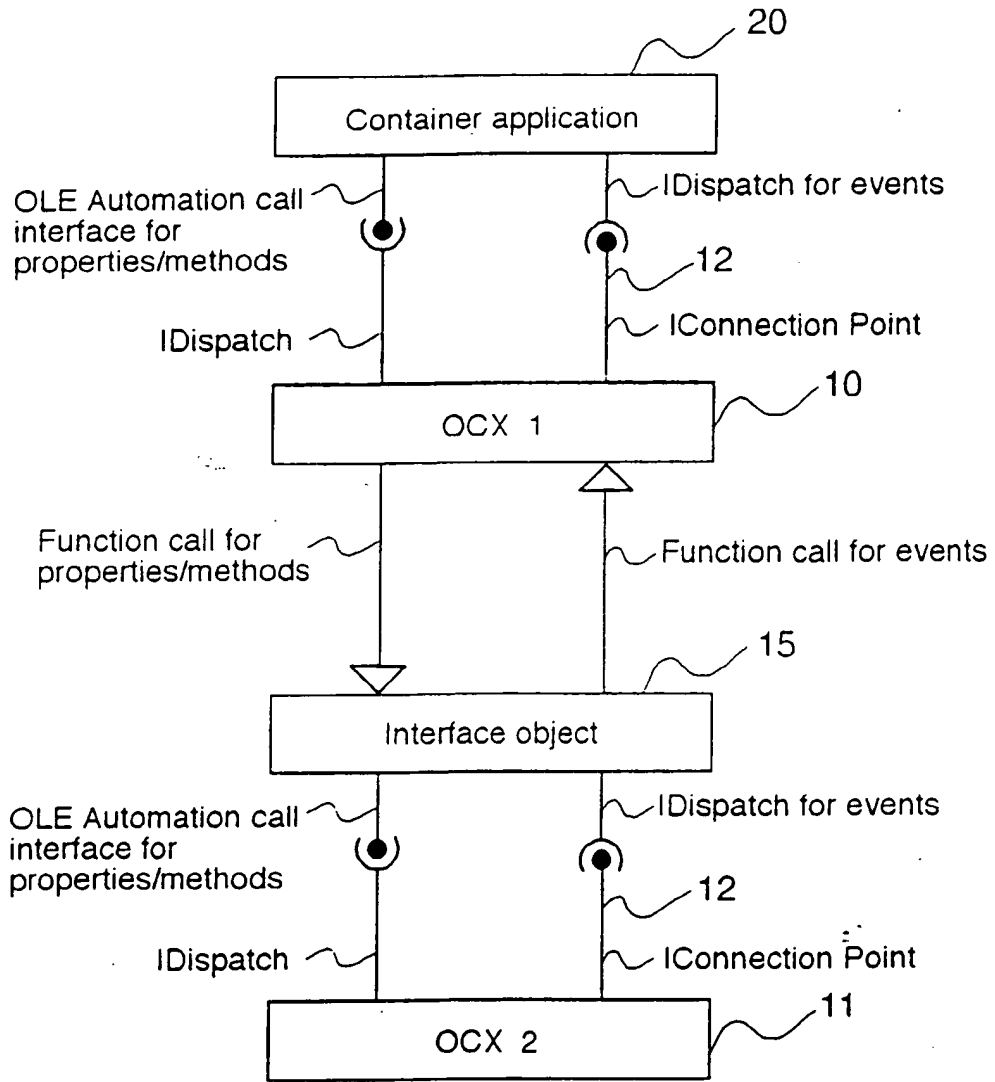 20
Container application
OLE Automation call
interface for
properties/methods
IDispatch for events
12
IDispatch
IConnection Point
10
OCX 1
Function call for
properties/methods
Function call for events
15
Interface object
OLE Automation call
interface for
properties/methods
IDispatch for events
12
IDispatch
IConnection Point
11
OCX 2